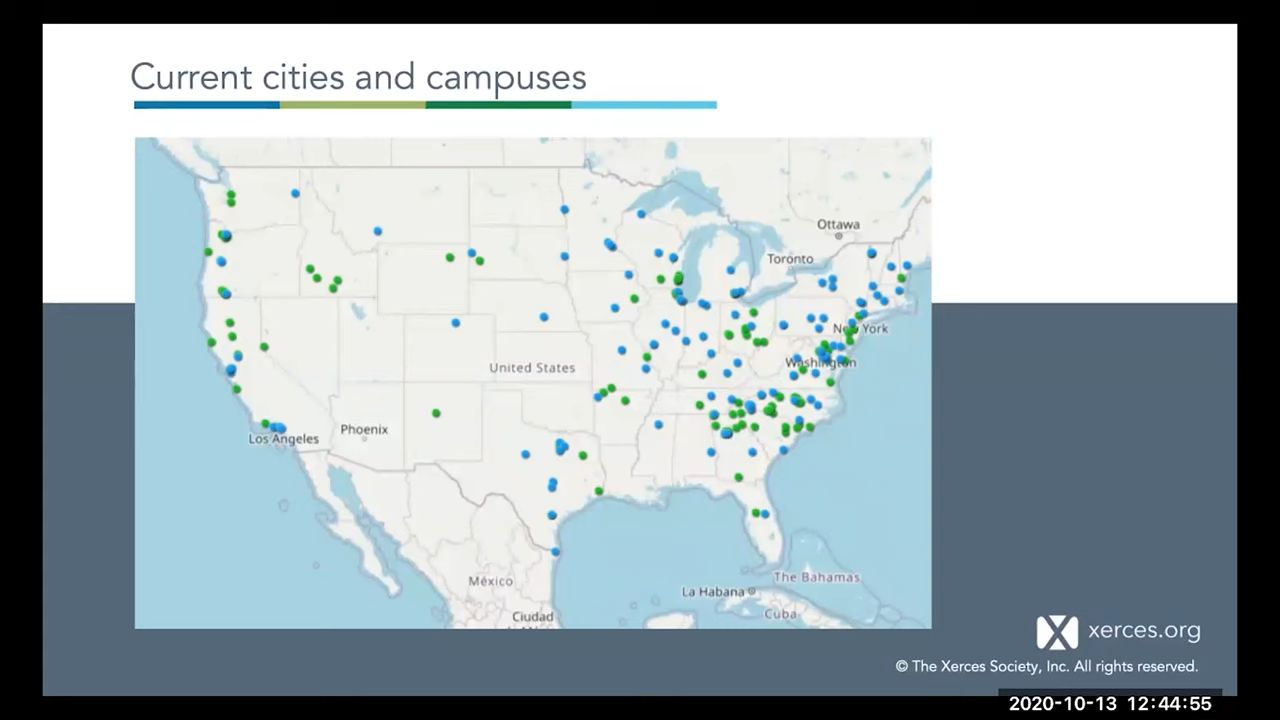 Current cities and campuses
Ottawa
Toronto
New York
United States
Washington
Phoenix
Los Angeles
México
The Bahamas
La Habana
Cuba
Ciudad
xerces.org
© The Xerces Society, Inc. All rights reserved.
2020-10-13 12:44:55